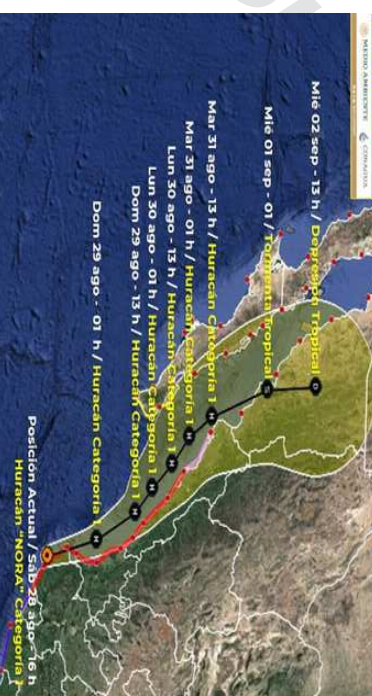 MEDIO AMBIENTE
CONAGUA
Mié 02 sep - 13 h / Depresión Tropical
Mié 01 sep - 01 / Tormenta Tropical
Mar 31 ago - 13 h / Huracán Categoría 1
Mar 31 ago - 01 h / Huracán Categoría 1
Lun 30 ago - 13 h / Huracán Categoría 1
Lun 30 ago - 01 h / Huracán Categoría 1
Dom 29 ago - 13 h / Huracán Categoría 1
Dom 29 ago - 01 h / Huracán Categoría 1
Posición Actual / Sáb 28 ago - 16 h
Huracán "NORA" Categoría 1
D
S
H
H
H
H
H
H